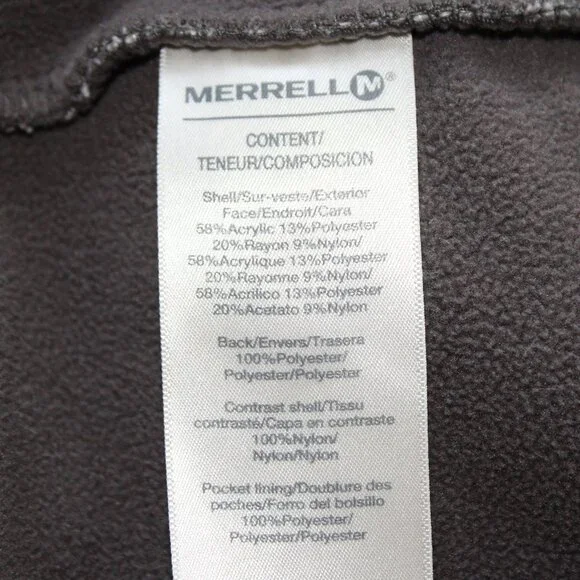 MERRELL M®
CONTENT/
TENEUR/COMPOSICION
Shell/Sur-veste/Exterior
Face/Endroit/Cara
58%Acrylic 13%Polyester
20%Rayon 9%Nylon/
58%Acrylique 13%Polyester
20%Rayonne 9%Nylon/
58%Acrilico 13%Polyester
20%Acetato 9%Nylon
Back/Envers/Trasera
100%Polyester/
Polyester/Polyester
Contrast shell/Tissu
contrasté/Capa en contraste
100%Nylon/
Nylon/Nylon
Pocket lining/Doublure des
poches/Forro del bolsillo
100%Polyester/
Polyester/Polyester